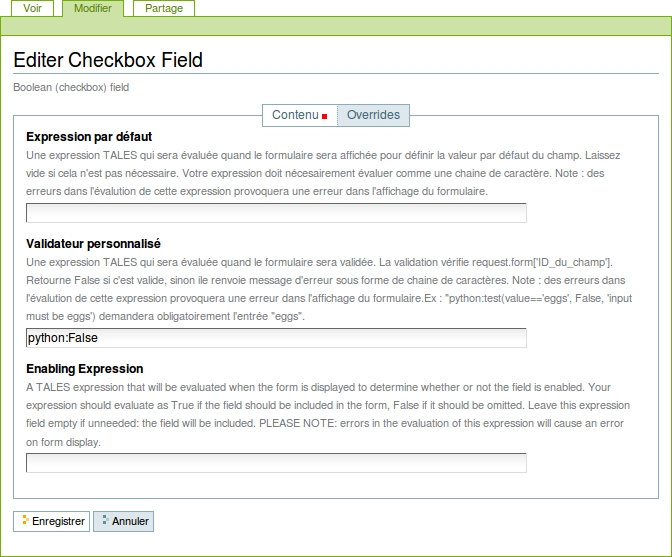 Voir Modifier Partage
Editer Checkbox Field
Boolean (checkbox) field
Contenu Overrides
Expression par défaut
Une expression TALES qui sera évaluée quand le formulaire sera affichée pour définir la valeur par défaut du champ. Laissez
vide si cela n'est pas nécessaire. Votre expression doit nécesairement évaluer comme une chaine de caractère. Note : des
erreurs dans l'évalution de cette expression provoquera une erreur dans l'affichage du formulaire.
Validateur personnalisé
Une expression TALES qui sera évaluée quand le formulaire sera validée. La validation vérifie request.form['ID_du_champ'].
Retourne False si c'est valide, sinon ile renvoie message d'erreur sous forme de chaine de caractères. Note : des erreurs dans
l'évalution de cette expression provoquera une erreur dans l'affichage du formulaire.Ex : "python:test(value=='eggs', False, 'input
must be eggs') demandera obligatoirement l'entrée "eggs".
python:False
Enabling Expression
A TALES expression that will be evaluated when the form is displayed to determine whether or not the field is enabled. Your
expression should evaluate as True if the field should be included in the form, False if it should be omitted. Leave this expression
field empty if unneeded: the field will be included. PLEASE NOTE: errors in the evaluation of this expression will cause an error
on form display.
Enregistrer Annuler